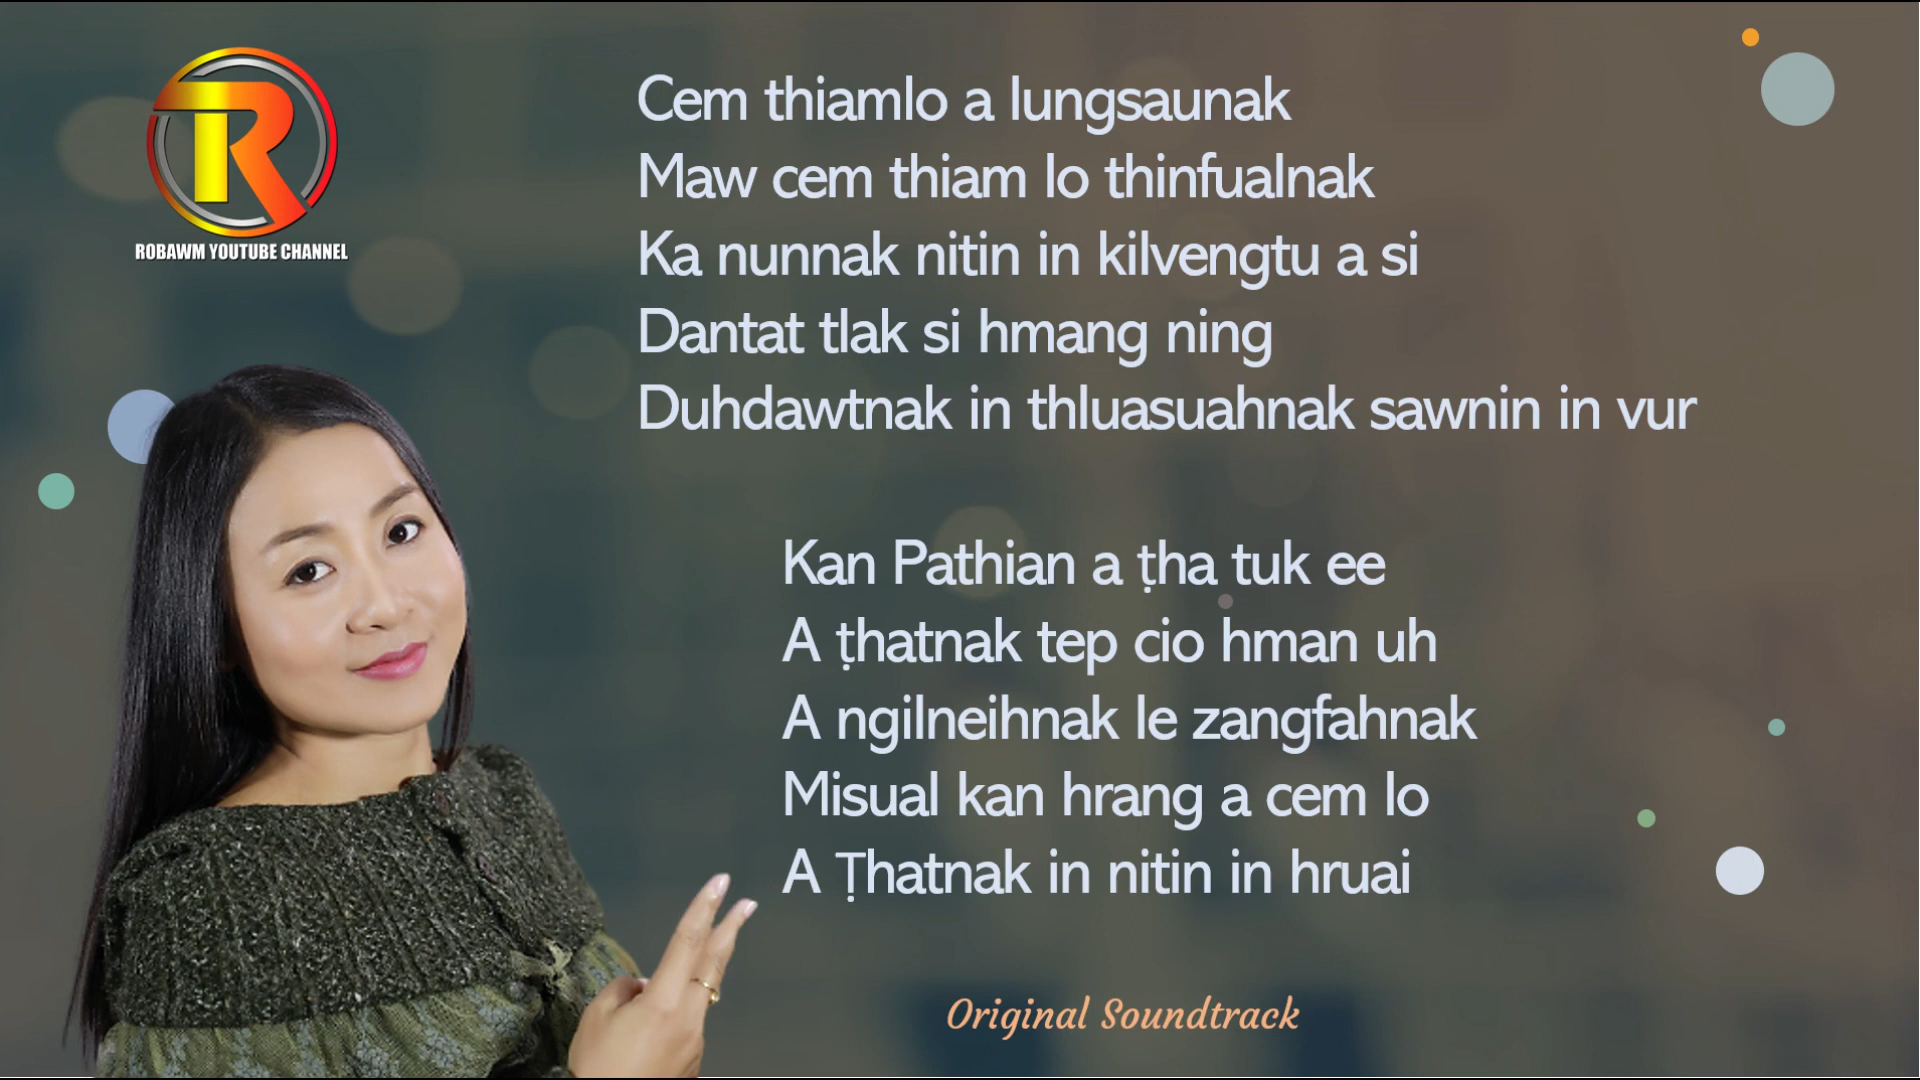 ROBAWM YOUTUBE CHANNEL
Cem thiamlo a lungsaunak
Maw cem thiam lo thinfualnak
Ka nunnak nitin in kilvengtu a si
Dantat tlak si hmang ning
Duhdawtnak in thluasuahnak sawnin in vur
Kan Pathian a ṭha tuk ee
A ṭhatnak tep cio hman uh
A ngilneihnak le zangfahnak
Misual kan hrang a cem lo
A Ṭhatnak in nitin in hruai
Original Soundtrack